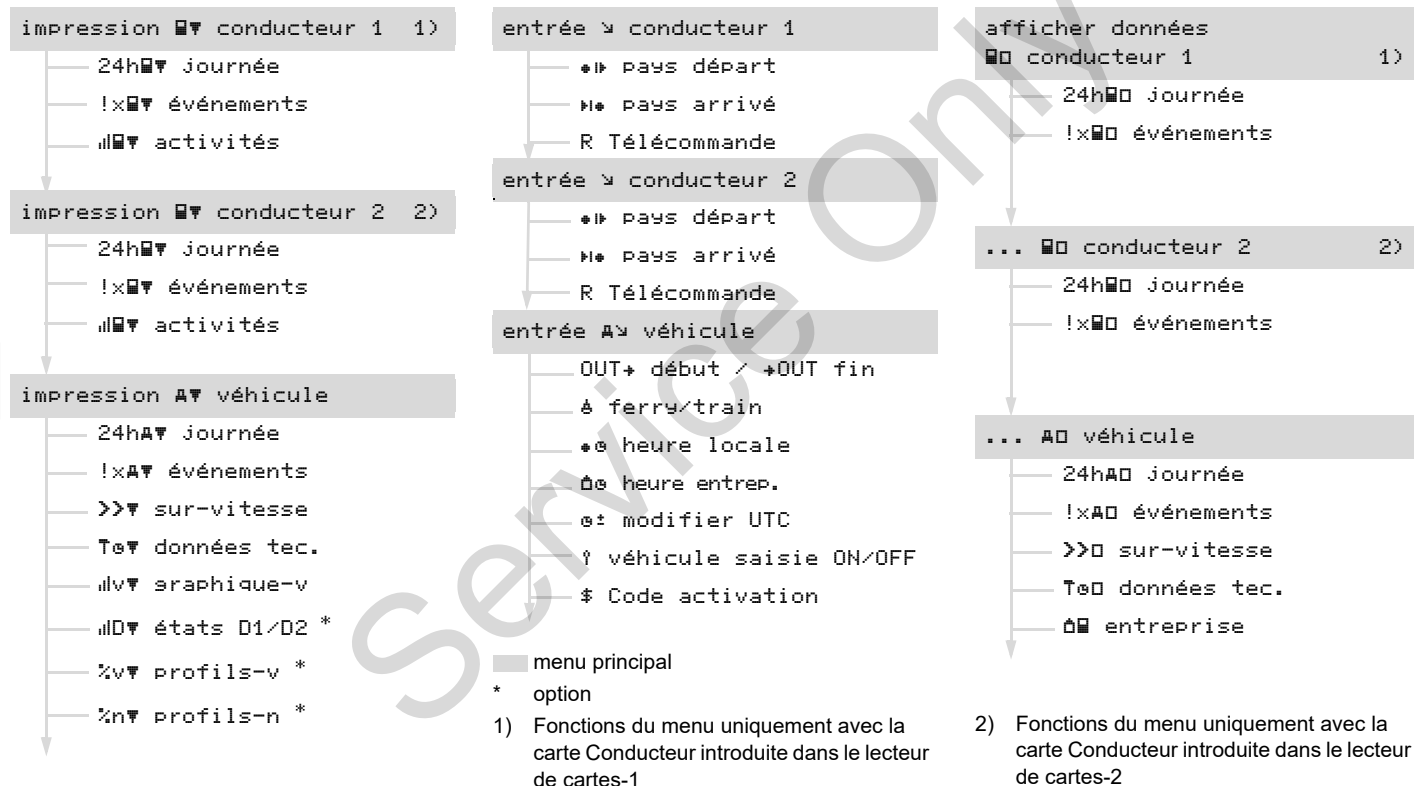 impression conducteur 1 1)
24h journée
!x événements
activités
impression conducteur 2 2)
24h journée
!x événements
activités
impression véhicule
24h journée
!x événements
>> sur-vitesse
données tec.
v graphique-v
D états D1/D2 *
%v profils-v *
%n profils-n *
entrée conducteur 1
pays départ
pays arrivé
R Télécommande
entrée conducteur 2
pays départ
pays arrivé
R Télécommande
entrée véhicule
OUT début / OUT fin
ferry/train
heure locale
heure entrep.
modifier UTC
véhicule saisie ON/OFF
$ Code activation
menu principal
* option
1) Fonctions du menu uniquement avec la
carte Conducteur introduite dans le lecteur
de cartes-1
afficher données
conducteur 1 1)
24h journée
!x événements
... conducteur 2 2)
24h journée
!x événements
... véhicule
24h journée
!x événements
>> sur-vitesse
données tec.
entreprise
2) Fonctions du menu uniquement avec la
carte Conducteur introduite dans le lecteur
de cartes-2
Service Only